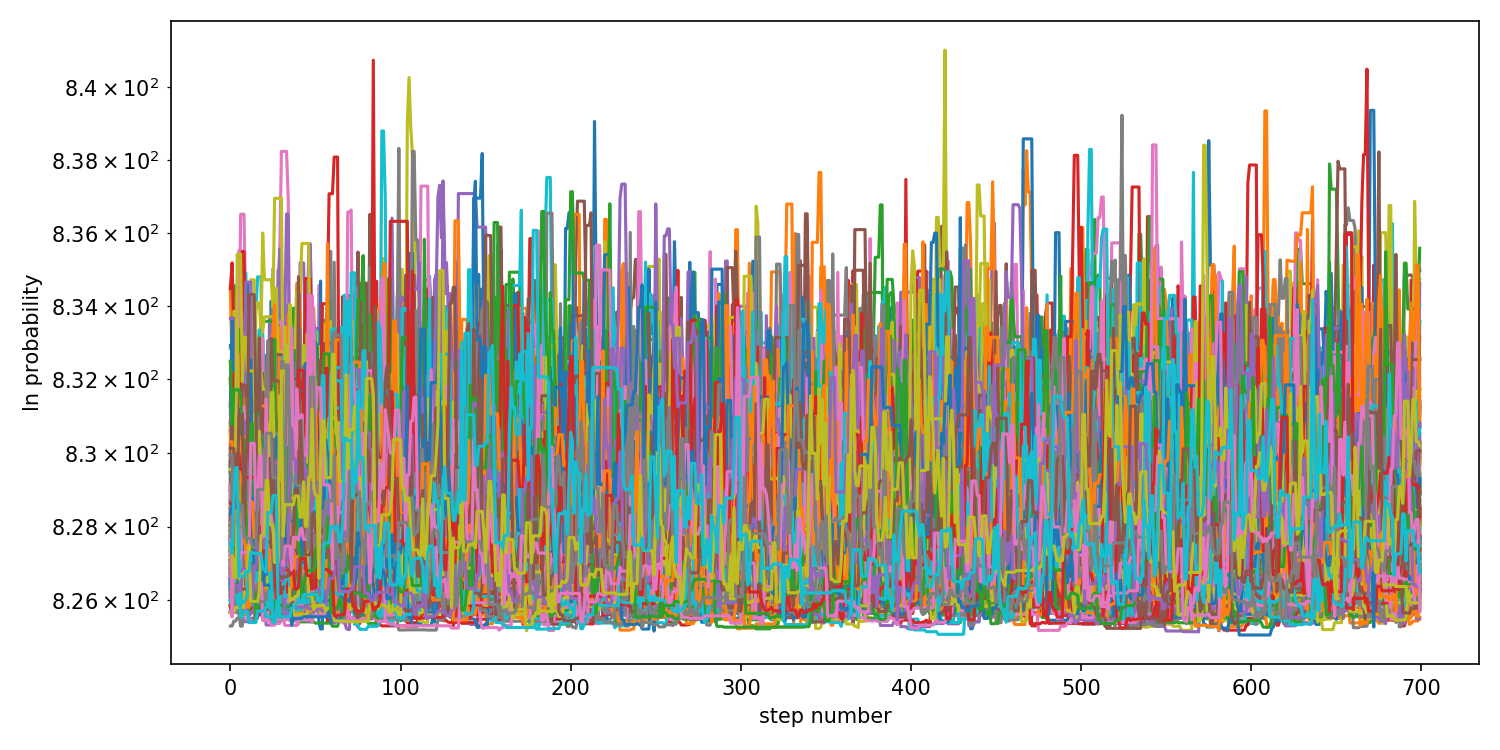 ln probability
8.4 × 10²
8.38 × 10²
8.36 × 10²
8.34 × 10²
8.32 × 10²
8.3 × 10²
8.28 × 10²
8.26 × 10²
0 100 200 300 400 500 600 700
step number